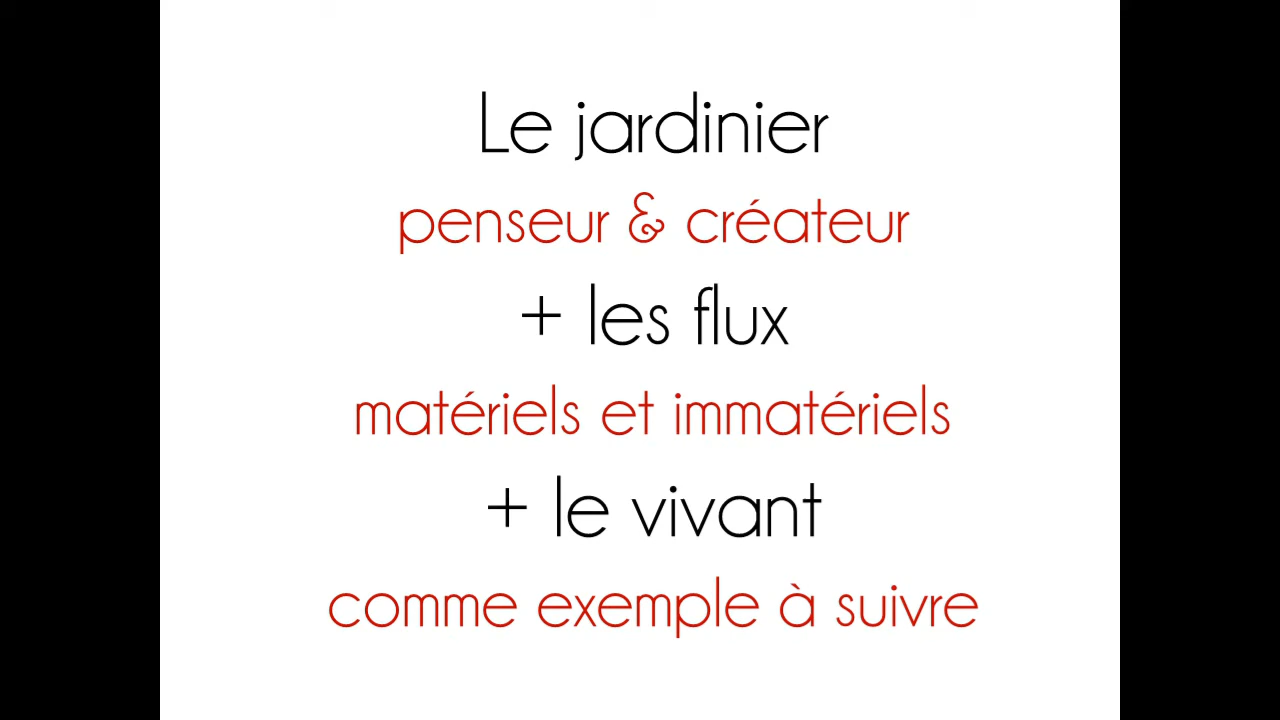 Le jardinier
penseur & créateur
+ les flux
matériels et immatériels
+ le vivant
comme exemple à suivre